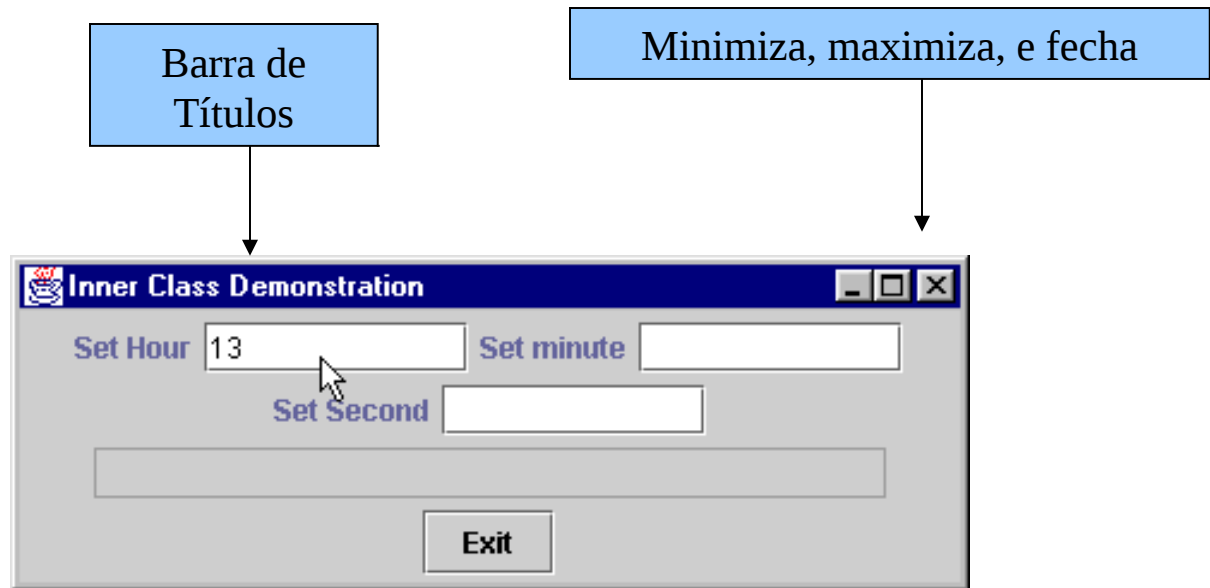 Barra de
Títulos
Minimiza, maximiza, e fecha
Inner Class Demonstration
Set Hour 13 Set minute
Set Second
Exit